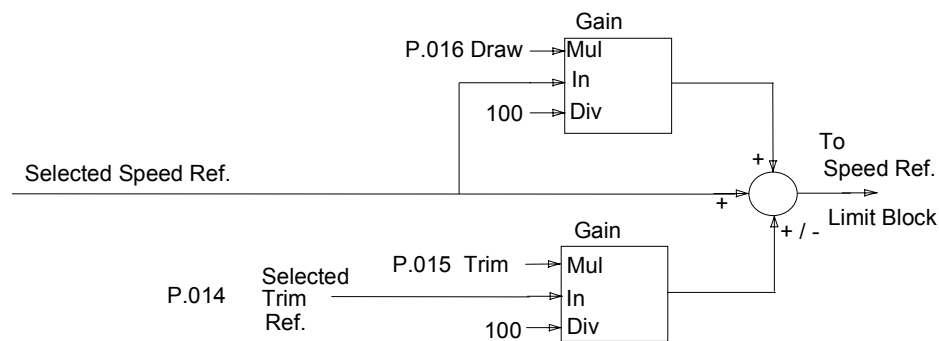 Gain
P.016 Draw
Mul
In
100
Div
To
Speed Ref.
Limit Block
Selected Speed Ref.
+
+
+ / -
Gain
P.015 Trim
Mul
P.014
Selected
Trim
Ref.
In
100
Div